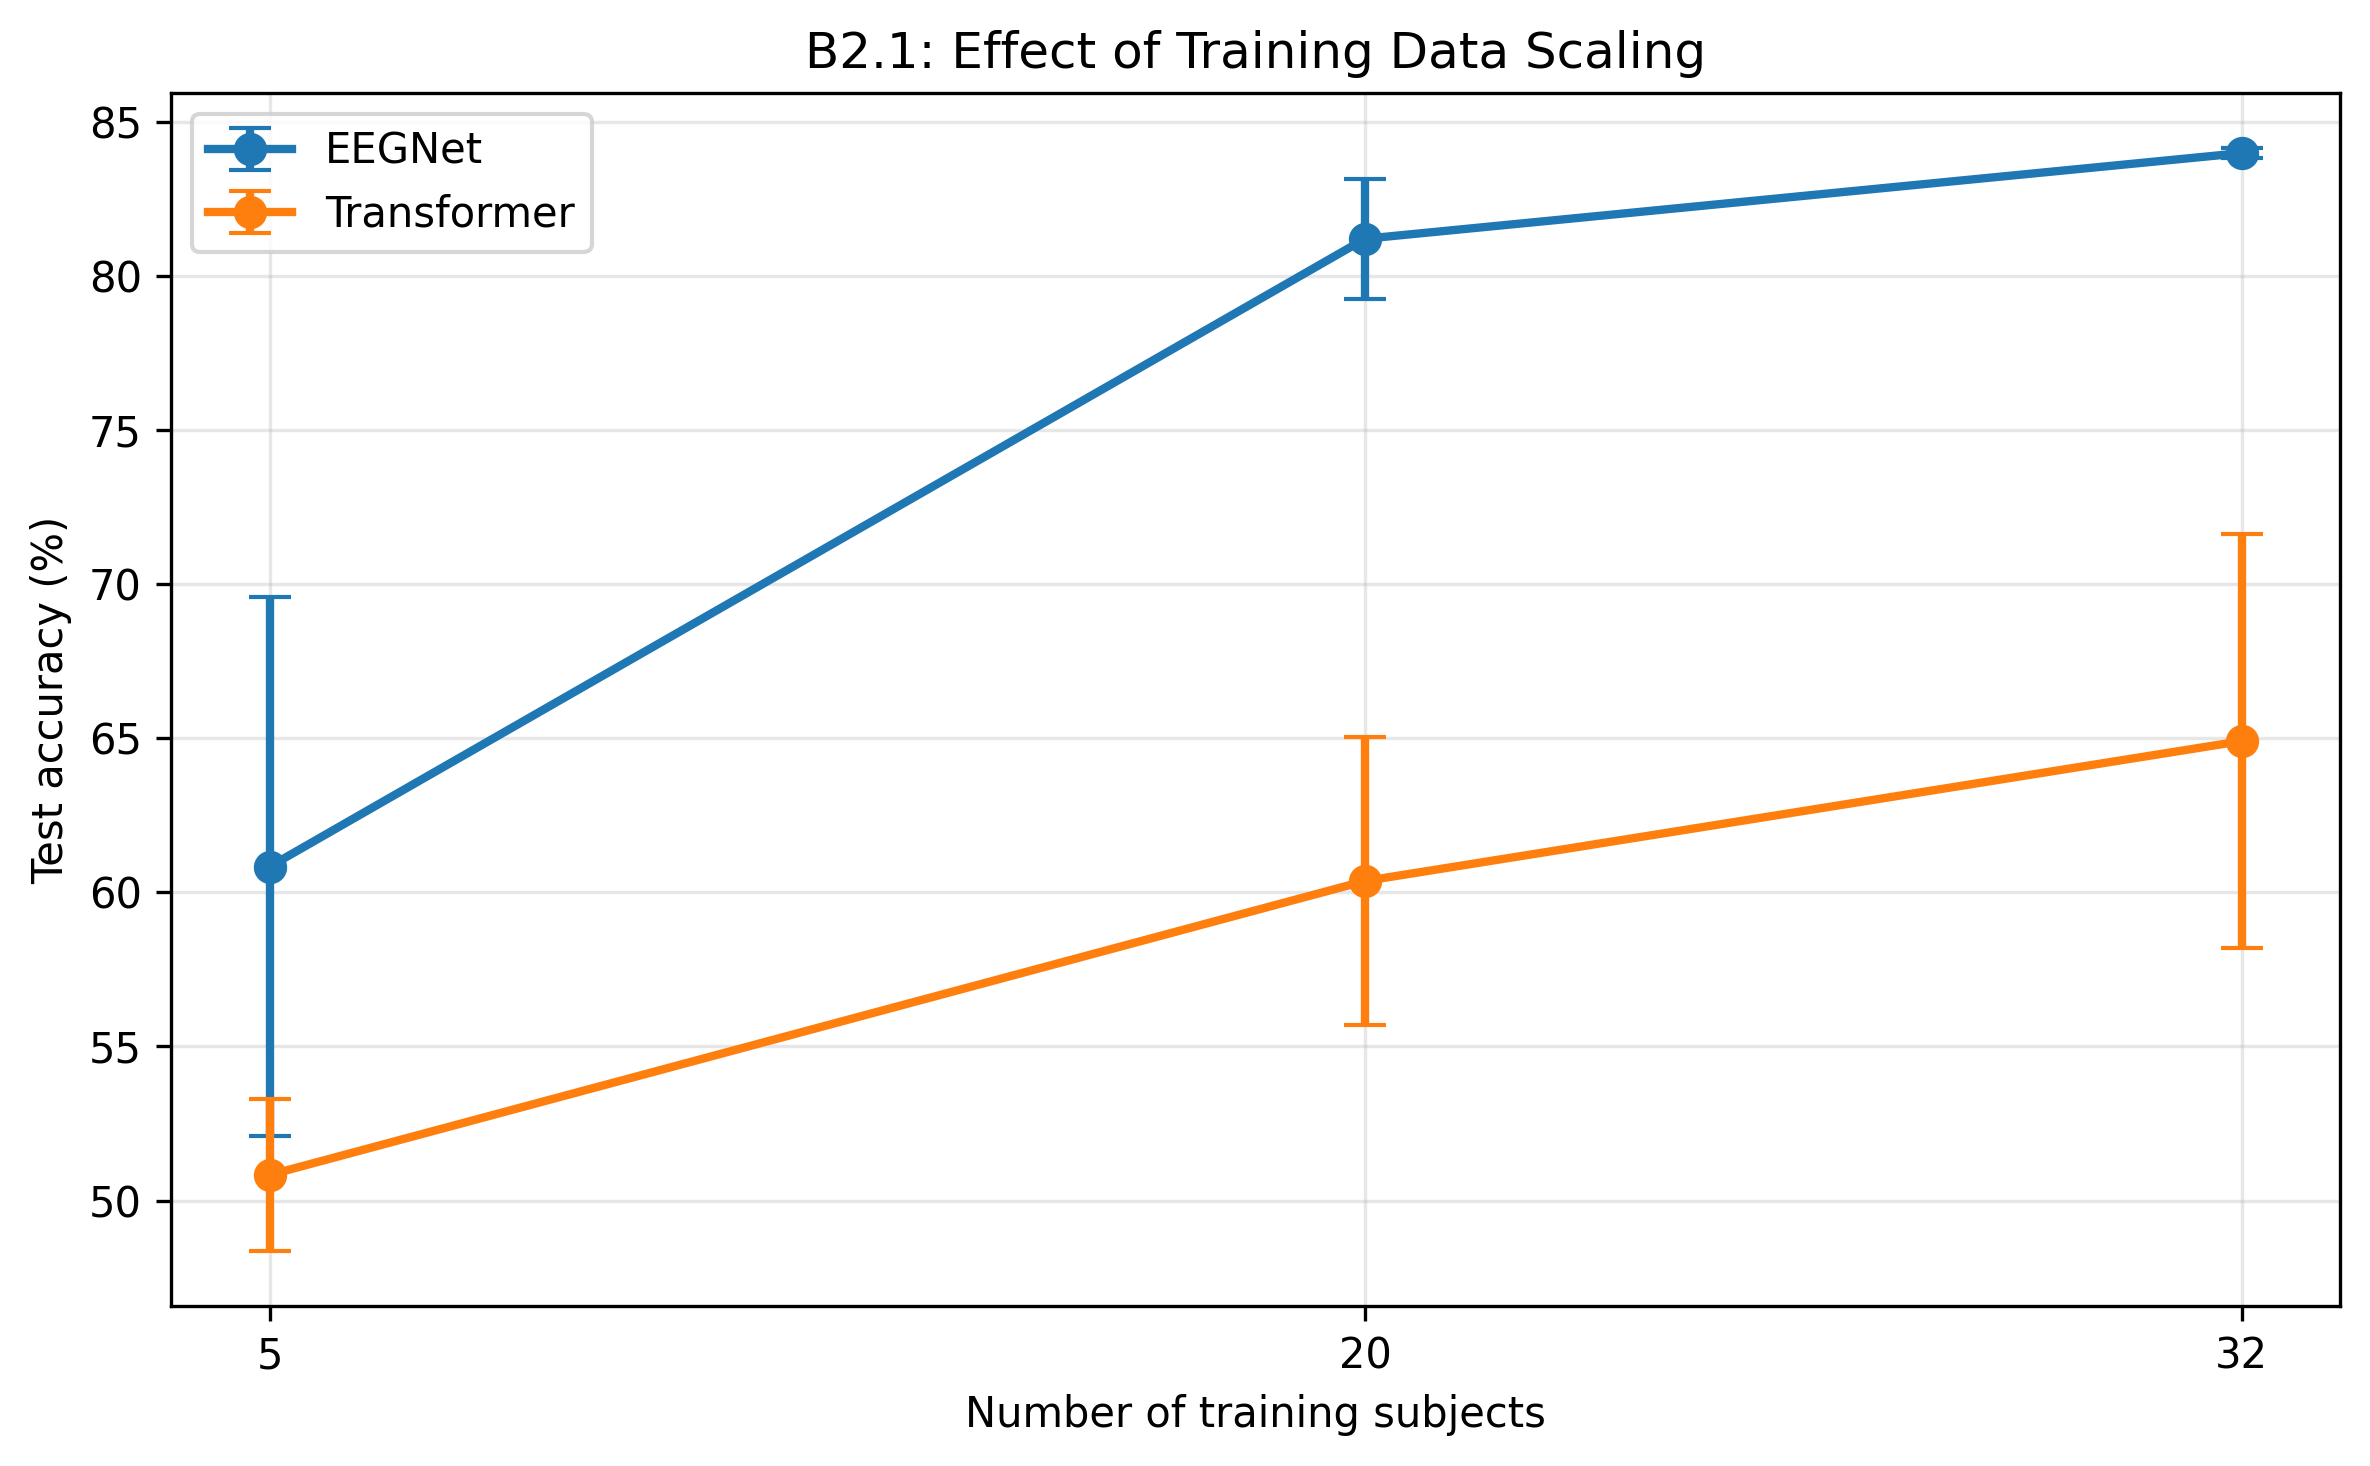 B2.1: Effect of Training Data Scaling
EEGNet
Transformer
85
80
75
70
65
60
55
50
Test accuracy (%)
5
20
32
Number of training subjects